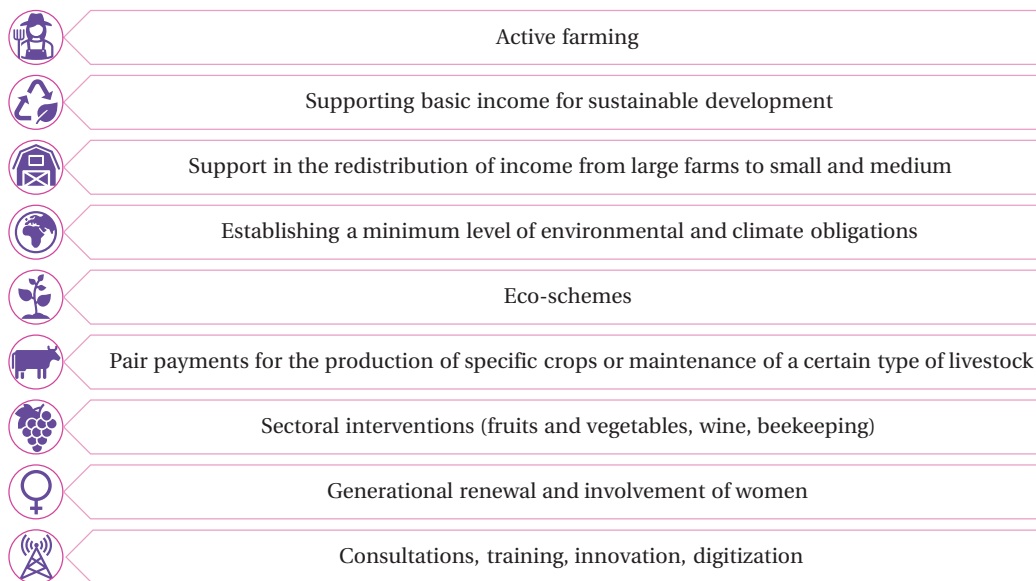 Active farming
Supporting basic income for sustainable development
Support in the redistribution of income from large farms to small and medium
Establishing a minimum level of environmental and climate obligations
Eco-schemes
Pair payments for the production of specific crops or maintenance of a certain type of livestock
Sectoral interventions (fruits and vegetables, wine, beekeeping)
Generational renewal and involvement of women
Consultations, training, innovation, digitization